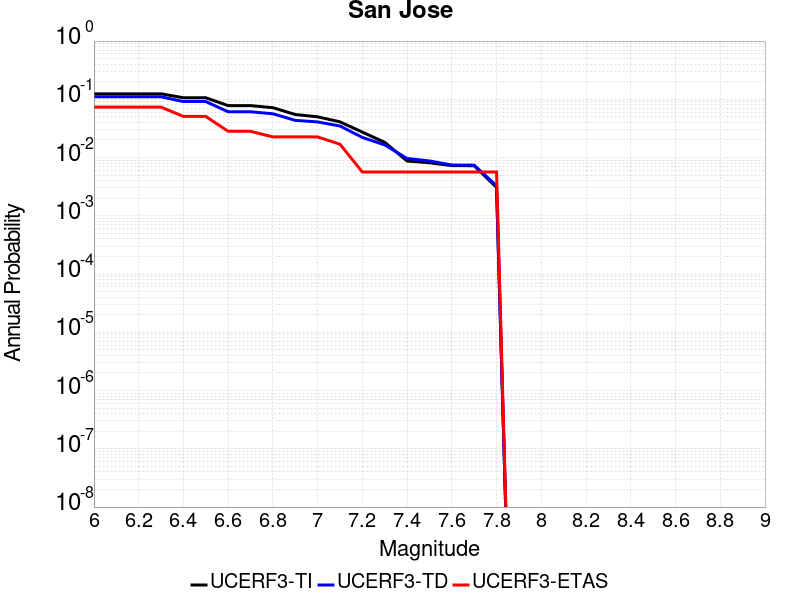 San Jose
10 0
10 -1
10 -2
10 -3
10 -4
10 -5
10 -6
10 -7
10 -8
Annual Probability
6 6.2 6.4 6.6 6.8 7 7.2 7.4 7.6 7.8 8 8.2 8.4 8.6 8.8 9
Magnitude
UCERF3-TI UCERF3-TD UCERF3-ETAS